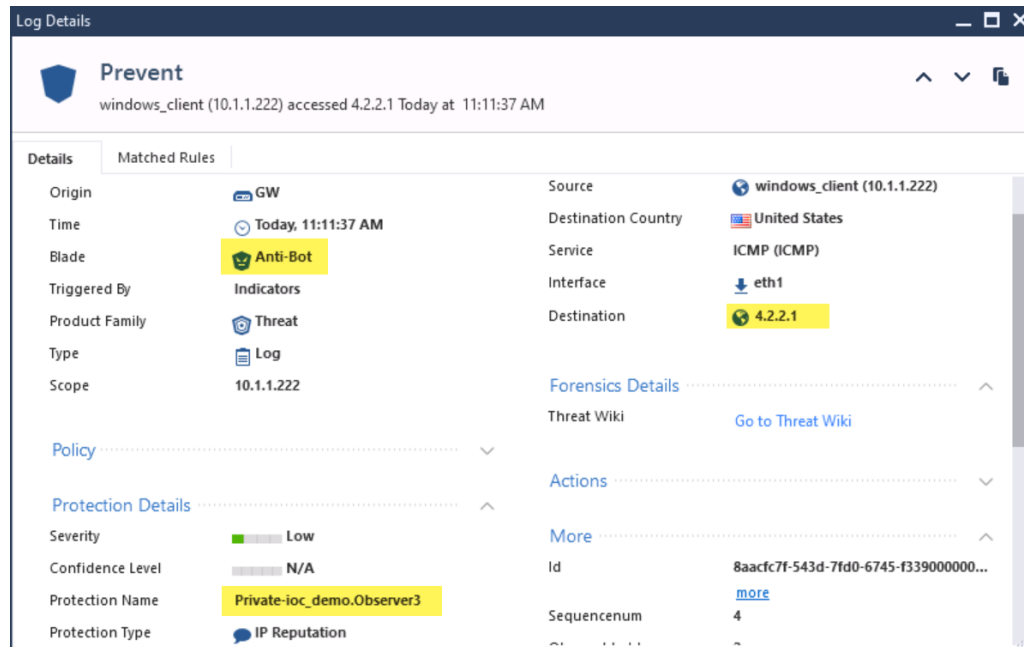 Log Details
Prevent
windows_client (10.1.1.222) accessed 4.2.2.1 Today at 11:11:37 AM
Details
Matched Rules
Origin GW
Time Today, 11:11:37 AM
Blade Anti-Bot
Triggered By Indicators
Product Family Threat
Type Log
Scope 10.1.1.222
Policy
Protection Details
Severity Low
Confidence Level N/A
Protection Name Private-ioc_demo.Observer3
Protection Type IP Reputation
Source windows_client (10.1.1.222)
Destination Country United States
Service ICMP (ICMP)
Interface eth1
Destination 4.2.2.1
Forensics Details
Threat Wiki Go to Threat Wiki
Actions
More
Id 8aacfc7f-543d-7fd0-6745-f339000000...
more
Sequencenum 4